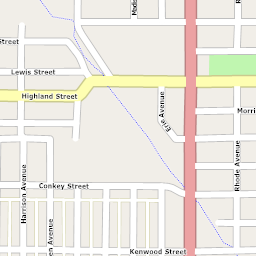 Street
Lewis Street
Highland Street
Erie Avenue
Morri
Harrison Avenue
Rhode Avenue
Conkey Street
Kenwood Street